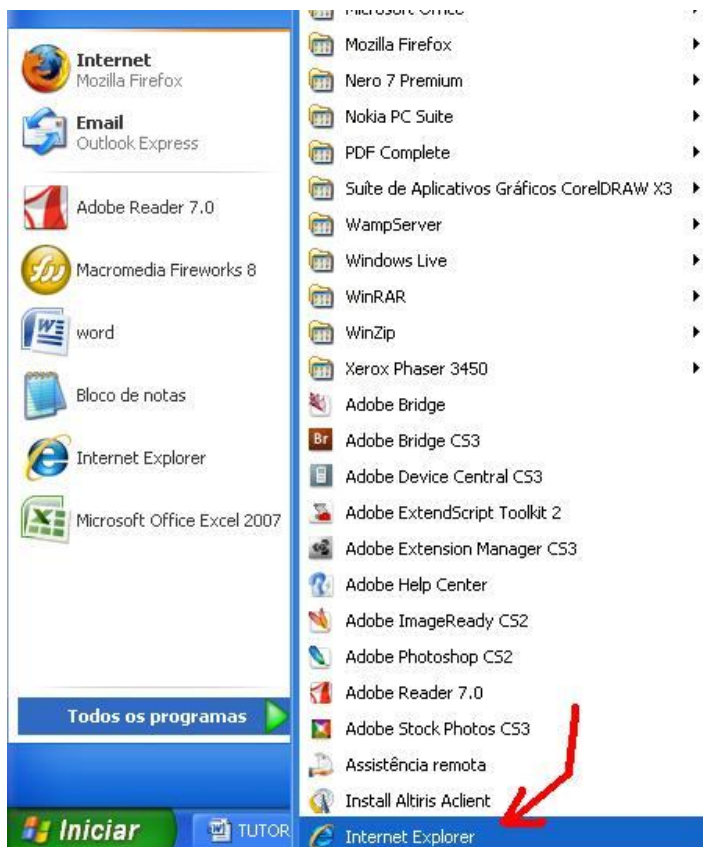 Internet
Mozilla Firefox
Email
Outlook Express
Adobe Reader 7.0
Macromedia Fireworks 8
word
Bloco de notas
Internet Explorer
Microsoft Office Excel 2007
Todos os programas
Iniciar
TUTOR
Microsoft Office
Mozilla Firefox
Nero 7 Premium
Nokia PC Suite
PDF Complete
Suíte de Aplicativos Gráficos CorelDRAW X3
WampServer
Windows Live
WinRAR
WinZip
Xerox Phaser 3450
Adobe Bridge
Br Adobe Bridge CS3
Adobe Device Central CS3
Adobe ExtendScript Toolkit 2
Adobe Extension Manager CS3
Adobe Help Center
Adobe ImageReady CS2
Adobe Photoshop CS2
Adobe Reader 7.0
Adobe Stock Photos CS3
Assistência remota
Install Altiris Aclient
Internet Explorer